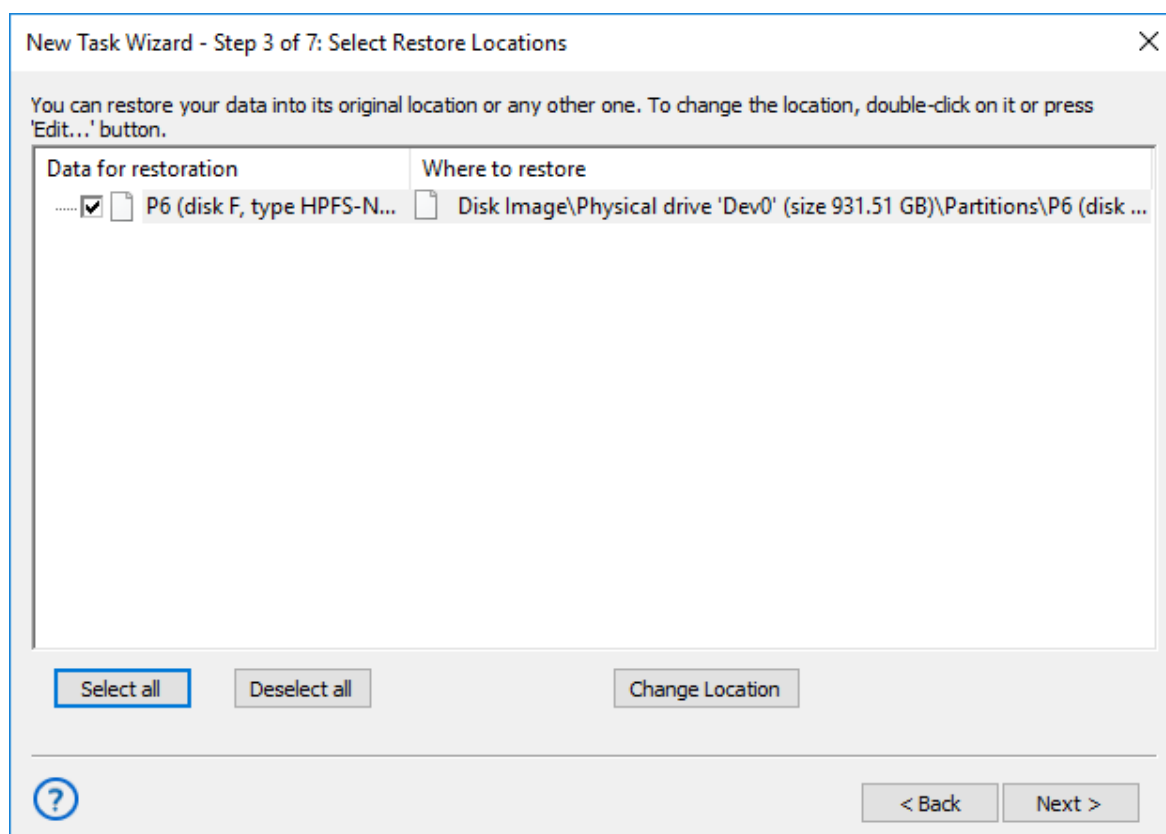 New Task Wizard - Step 3 of 7: Select Restore Locations
You can restore your data into its original location or any other one. To change the location, double-click on it or press
'Edit...' button.
Data for restoration Where to restore
P6 (disk F, type HPFS-N... Disk Image\Physical drive 'Dev0' (size 931.51 GB)\Partitions\P6 (disk ...
Select all Deselect all Change Location
? < Back Next >